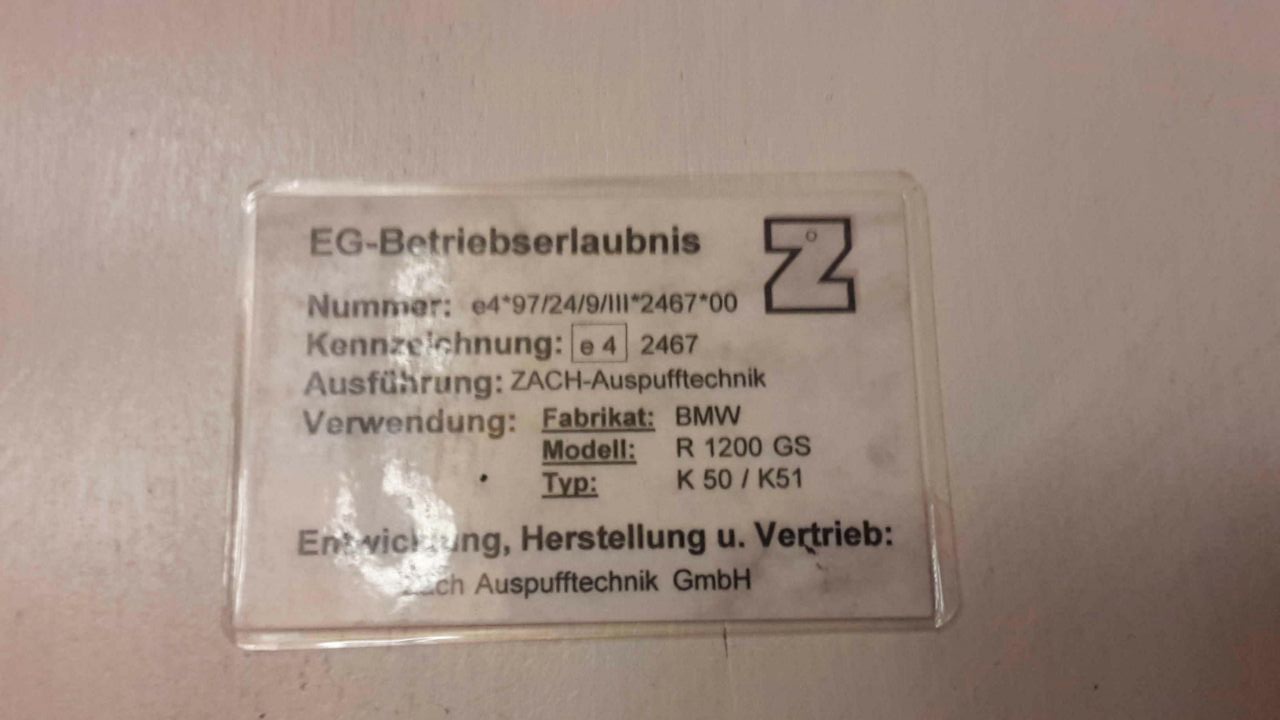 EG-Betriebserlaubnis
Z
Nummer: e4*97/24/9/III*2467*00
Kennzeichnung: e 4 2467
Ausführung: ZACH-Auspufftechnik
Verwendung: Fabrikat: BMW
Modell: R 1200 GS
Typ: K 50 / K51
Entwicklung, Herstellung u. Vertrieb:
Zach Auspufftechnik GmbH